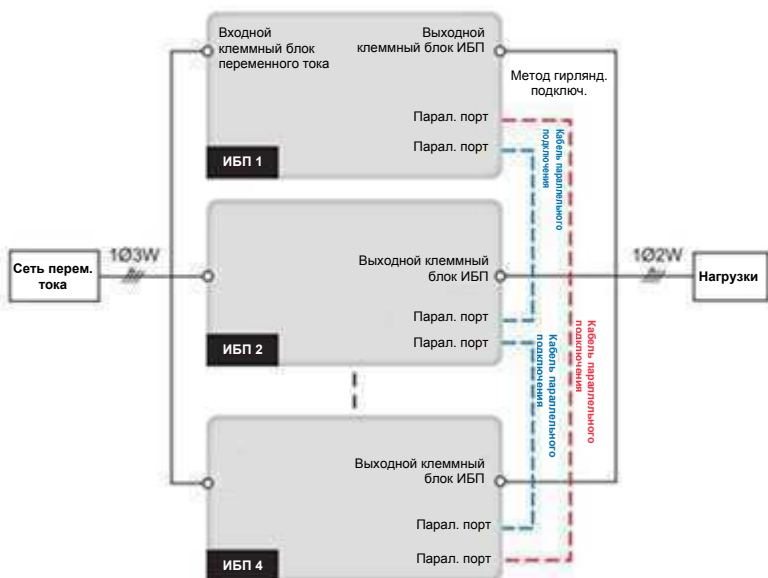 Входной
клеммный блок
переменного тока
Выходной
клеммный блок ИБП
Метод гирлянд.
подключ.
Парал. порт
Парал. порт
Кабель параллельного
подключения
ИБП 1
1Ø3W
Сеть перем.
тока
Выходной клеммный
блок ИБП
1Ø2W
Нагрузки
Парал. порт
Парал. порт
ИБП 2
Кабель параллельного
подключения
Кабель параллельного
подключения
Выходной клеммный
блок ИБП
Парал. порт
Парал. порт
ИБП 4